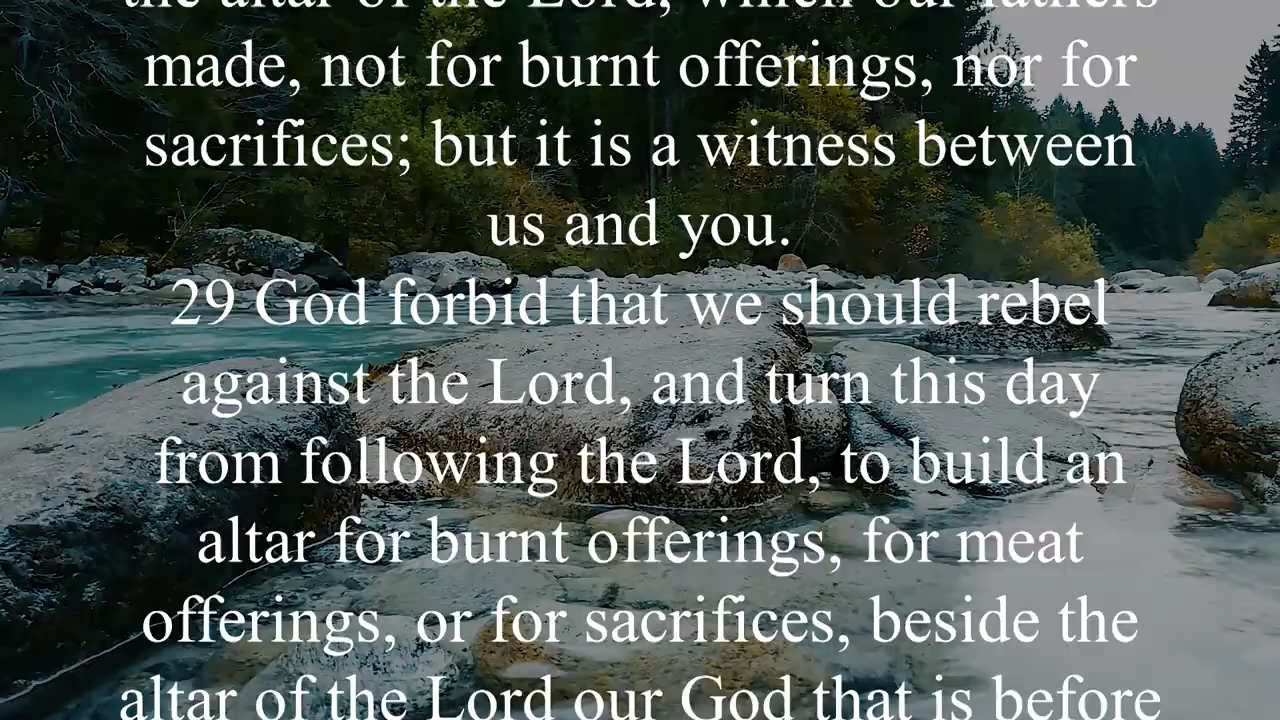 the altar of the Lord, which our fathers
made, not for burnt offerings, nor for
sacrifices; but it is a witness between
us and you.
29 God forbid that we should rebel
against the Lord, and turn this day
from following the Lord, to build an
altar for burnt offerings, for meat
offerings, or for sacrifices, beside the
altar of the Lord our God that is before